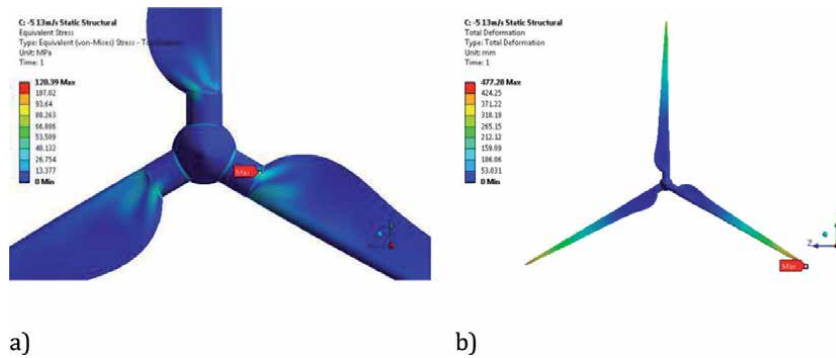 C: -5 13m/s Static Structural
Equivalent Stress
Type: Equivalent (von-Mises) Stress - T
Unit: MPa
Time: 1
120.39 Max
107.02
93.64
80.263
66.886
53.509
40.132
26.754
13.377
0 Min
Max
a)
C: -5 13m/s Static Structural
Total Deformation
Type: Total Deformation
Unit: mm
Time: 1
477.28 Max
424.25
371.22
318.19
265.15
212.12
159.09
106.06
53.031
0 Min
Max
Z
b)